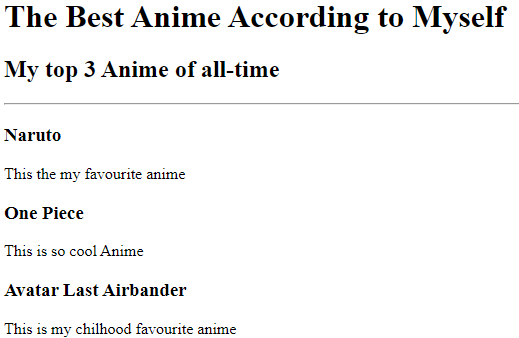 The Best Anime According to Myself
My top 3 Anime of all-time
Naruto
This the my favourite anime
One Piece
This is so cool Anime
Avatar Last Airbander
This is my chilhood favourite anime